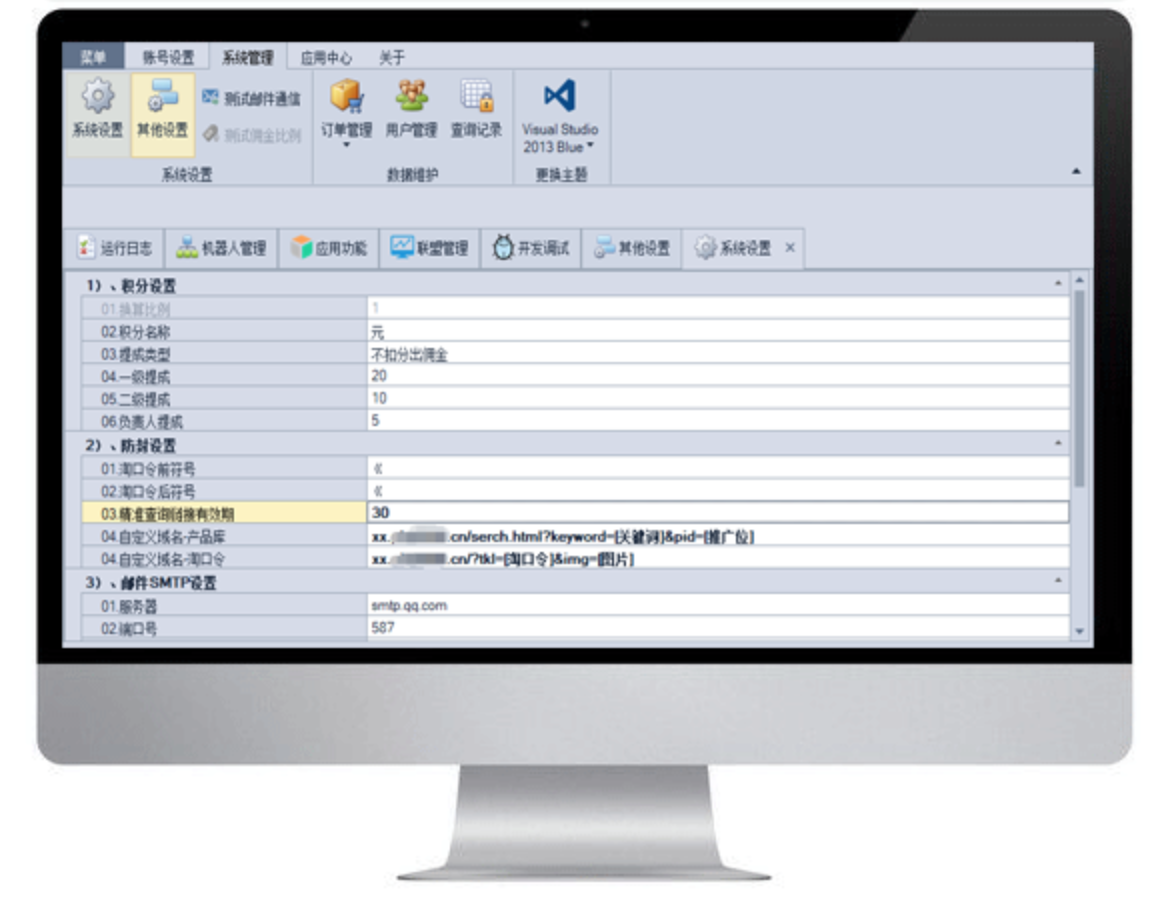 菜单 账号设置 系统管理 应用中心 关于
系统设置 其他设置 测试邮件通信 订单管理 用户管理 查询记录 Visual Studio
测试佣金比例 2013 Blue
系统设置 数据维护 更换主题
运行日志 机器人管理 应用功能 联盟管理 开发调试 其他设置 系统设置 ×
1）、积分设置
01.换算比例 1
02.积分名称 元
03.提成类型 不扣分出佣金
04.一级提成 20
05.二级提成 10
06.负责人提成 5
2）、防封设置
01.淘口令前符号 《
02.淘口令后符号 《
03.精准查询链接有效期 30
04.自定义域名-产品库 xx. .cn/serch.html?keyword=[关键词]&pid=[推广位]
04.自定义域名-淘口令 xx. .cn/?tkl=[淘口令]&img=[图片]
3）、邮件SMTP设置
01.服务器 smtp.qq.com
02.端口号 587